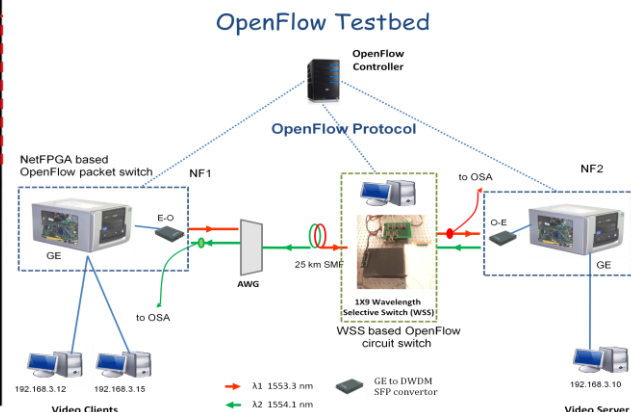 OpenFlow Testbed
OpenFlow
Controller
OpenFlow Protocol
NetFPGA based
OpenFlow packet switch
NF1
NF2
to OSA
E-O
O-E
GE
GE
25 km SMF
AWG
1X9 Wavelength
Selective Switch (WSS)
to OSA
WSS based OpenFlow
circuit switch
192.168.3.12
192.168.3.15
192.168.3.10
λ1 1553.3 nm
GE to DWDM
SFP convertor
λ2 1554.1 nm
Video Clients
Video Server